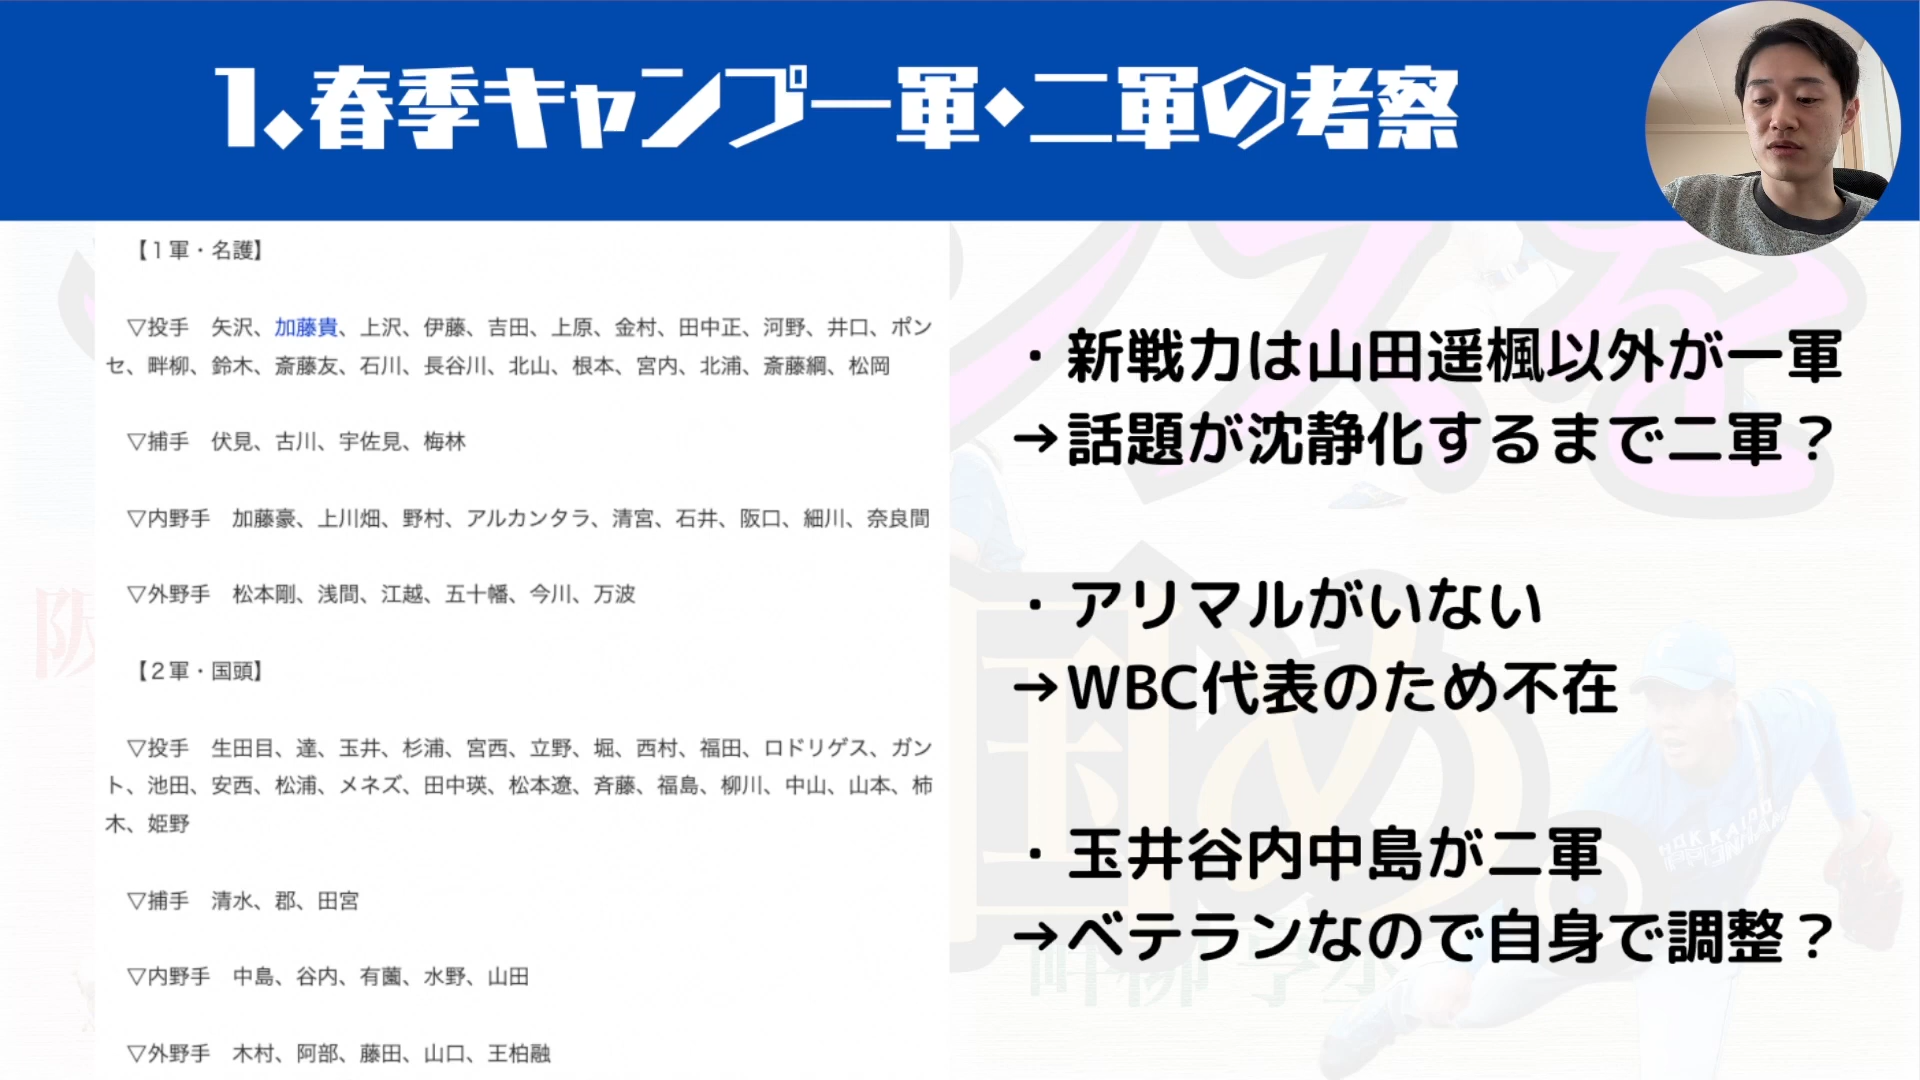 1.春季キャンプ一軍・二軍の考察
【１軍・名護】
▽投手　矢沢、加藤貴、上沢、伊藤、吉田、上原、金村、田中正、河野、井口、ポン
セ、畔柳、鈴木、斎藤友、石川、長谷川、北山、根本、宮内、北浦、斎藤綱、松岡
▽捕手　伏見、古川、宇佐見、梅林
▽内野手　加藤豪、上川畑、野村、アルカンタラ、清宮、石井、阪口、細川、奈良間
▽外野手　松本剛、浅間、江越、五十幡、今川、万波
【２軍・国頭】
▽投手　生田目、達、玉井、杉浦、宮西、立野、堀、西村、福田、ロドリゲス、ガン
ト、池田、安西、松浦、メネズ、田中瑛、松本遼、斉藤、福島、柳川、中山、山本、柿
木、姫野
▽捕手　清水、郡、田宮
▽内野手　中島、谷内、有薗、水野、山田
▽外野手　木村、阿部、藤田、山口、王柏融
・新戦力は山田遥楓以外が一軍
→話題が沈静化するまで二軍？
・アリマルがいない
→WBC代表のため不在
・玉井谷内中島が二軍
→ベテランなので自身で調整？